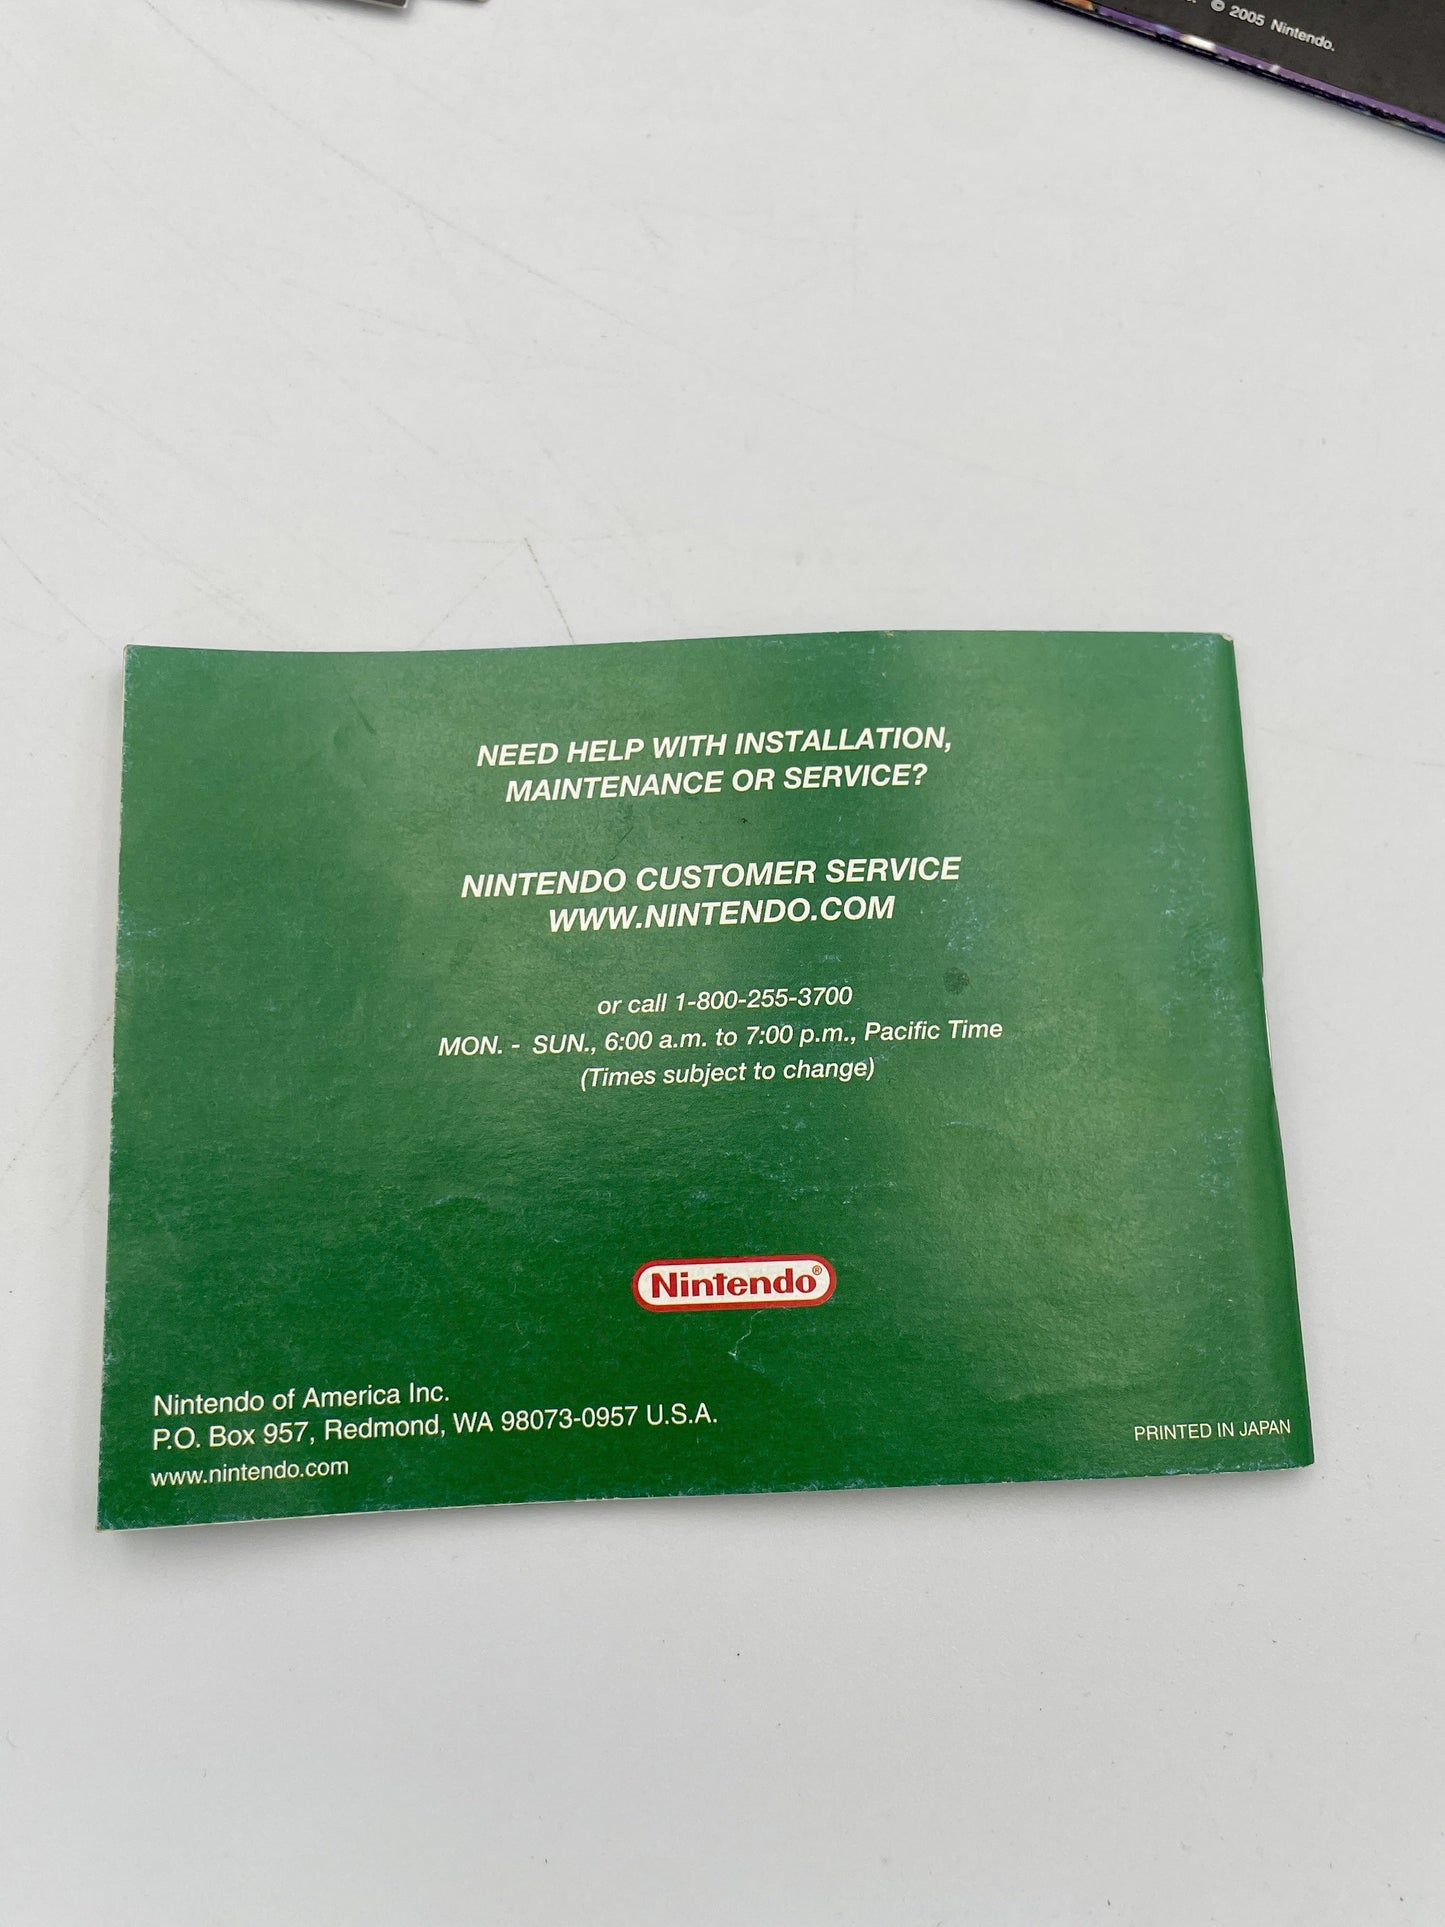 © 2005 Nintendo.
NEED HELP WITH INSTALLATION,
MAINTENANCE OR SERVICE?
NINTENDO CUSTOMER SERVICE
WWW.NINTENDO.COM
or call 1-800-255-3700
MON. - SUN., 6:00 a.m. to 7:00 p.m., Pacific Time
(Times subject to change)
Nintendo®
Nintendo of America Inc.
P.O. Box 957, Redmond, WA 98073-0957 U.S.A.
www.nintendo.com
PRINTED IN JAPAN